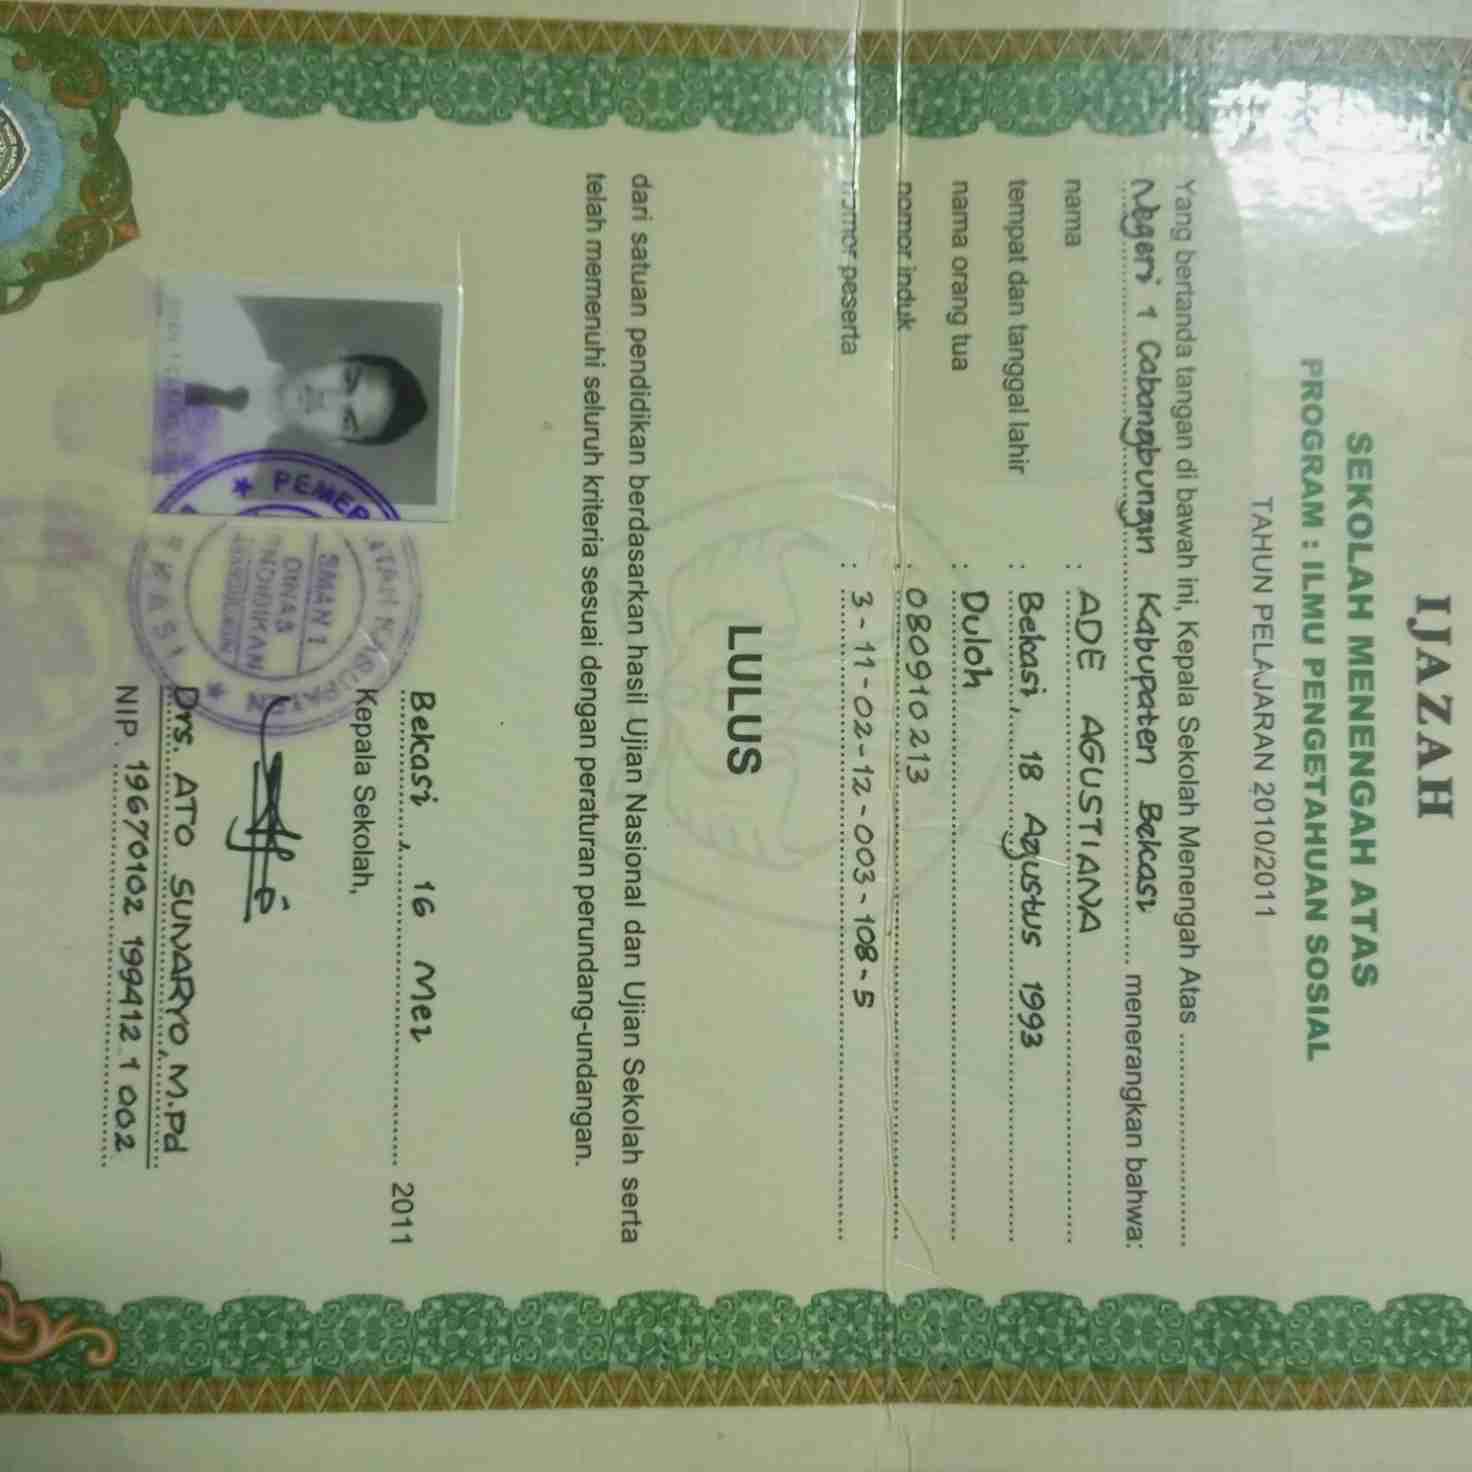 IJAZAH
SEKOLAH MENENGAH ATAS
PROGRAM : ILMU PENGETAHUAN SOSIAL
TAHUN PELAJARAN 2010/2011
Yang bertanda tangan di bawah ini, Kepala Sekolah Menengah Atas
Negeri 1 Cabangbungin Kabupaten Bekasi menerangkan bahwa:
nama : ADE AGUSTIANA
tempat dan tanggal lahir : Bekasi, 18 Agustus 1993
nama orang tua : Duloh
nomor induk : 080910213
nomor peserta : 3-11-02-12-003-108-5
LULUS
dari satuan pendidikan berdasarkan hasil Ujian Nasional dan Ujian Sekolah serta
telah memenuhi seluruh kriteria sesuai dengan peraturan perundang-undangan.
Bekasi, 16 Mei 2011
Kepala Sekolah,
SMAN 1
DINAS
Drs. ATO SUNARYO, M.Pd
NIP. 19670102 199412 1 002